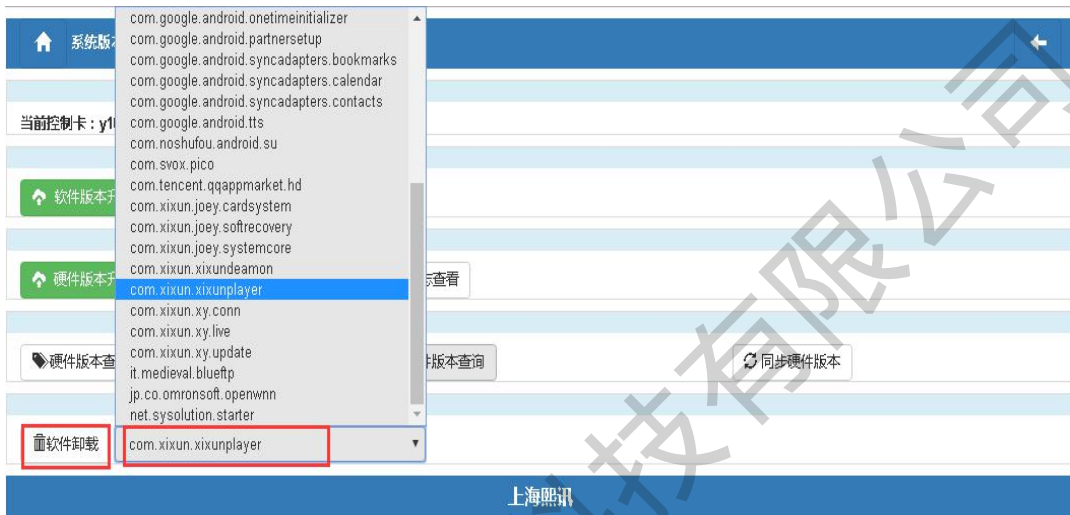 com.google.android.onetimeinitializer
系统版本
com.google.android.partnersetup
com.google.android.syncadapters.bookmarks
com.google.android.syncadapters.calendar
com.google.android.syncadapters.contacts
当前控制卡：y1
com.google.android.tts
com.noshufou.android.su
com.svox.pico
com.tencent.qqappmarket.hd
软件版本升
com.xixun.joey.cardsystem
com.xixun.joey.softrecovery
com.xixun.joey.systemcore
com.xixun.xixundeamon
硬件版本升
查看
com.xixun.xixunplayer
com.xixun.xy.conn
com.xixun.xy.live
com.xixun.xy.update
硬件版本查
件版本查询
同步硬件版本
it.medieval.blueftp
jp.co.omronsoft.openwnn
net.sysolution.starter
软件卸载
com.xixun.xixunplayer
上海熙讯
科技有限公司